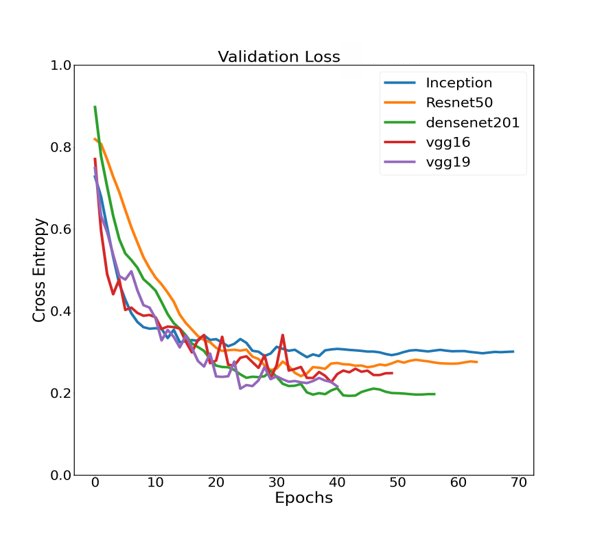 Validation Loss
1.0
0.8
0.6
0.4
0.2
0.0
Cross Entropy
Inception
Resnet50
densenet201
vgg16
vgg19
0 10 20 30 40 50 60 70
Epochs